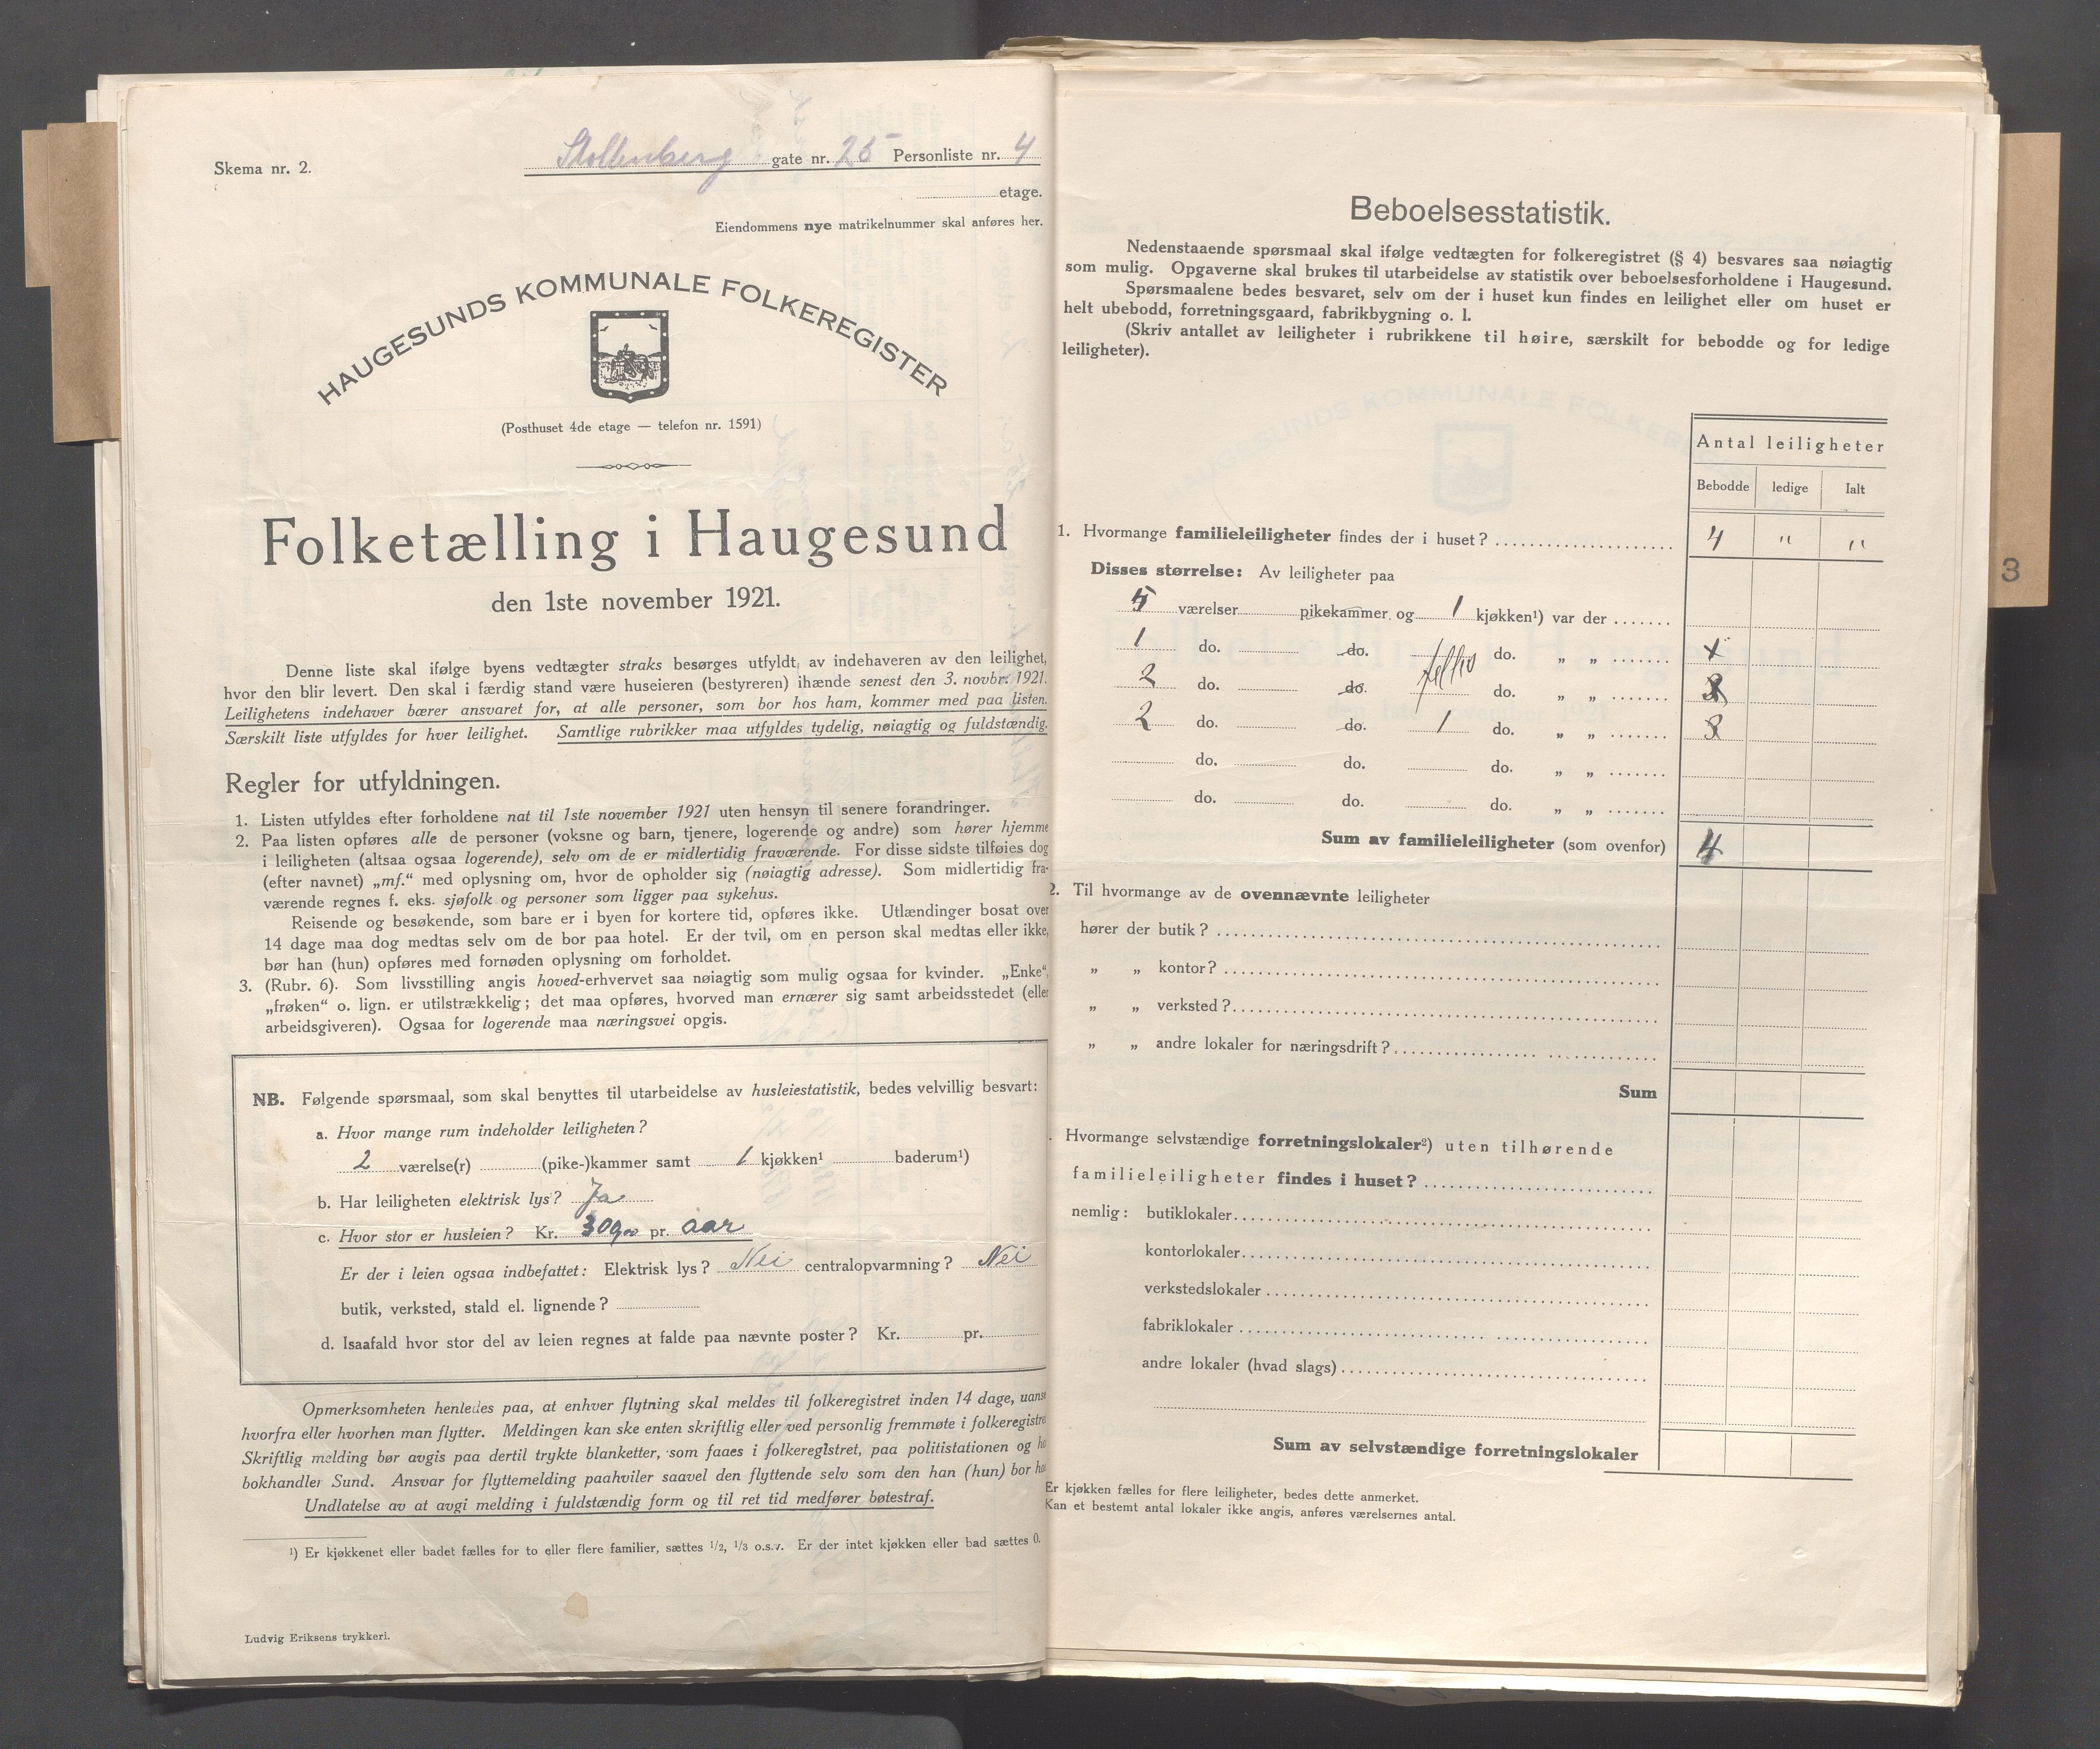 Skema nr. 2.
Skollenberg gate nr. 25 Personliste nr. 4
etage.
Eiendommens nye matrikelnummer skal anføres her.
HAUGESUNDS KOMMUNALE FOLKEREGISTER
(Posthuset 4de etage — telefon nr. 1591)
Folketælling i Haugesund
den 1ste november 1921.
Denne liste skal ifølge byens vedtægter straks besørges utfyldt, av indehaveren av den leilighet,
hvor den blir levert. Den skal i færdig stand være huseieren (bestyreren) ihænde senest den 3. novbr. 1921.
Leilighetens indehaver bærer ansvaret for, at alle personer, som bor hos ham, kommer med paa listen.
Særskilt liste utfyldes for hver leilighet. Samtlige rubrikker maa utfyldes tydelig, nøiagtig og fuldstændig.
Regler for utfyldningen.
1. Listen utfyldes efter forholdene nat til 1ste november 1921 uten hensyn til senere forandringer.
2. Paa listen opføres alle de personer (voksne og barn, tjenere, logerende og andre) som hører hjemme
i leiligheten (altsaa ogsaa logerende), selv om de er midlertidig fraværende. For disse sidste tilføies dog
(efter navnet) „mf.“ med oplysning om, hvor de opholder sig (nøiagtig adresse). Som midlertidig fra-
værende regnes f. eks. sjøfolk og personer som ligger paa sykehus.
Reisende og besøkende, som bare er i byen for kortere tid, opføres ikke. Utlændinger bosat over
14 dage maa dog medtas selv om de bor paa hotel. Er der tvil, om en person skal medtas eller ikke,
bør han (hun) opføres med fornøden oplysning om forholdet.
3. (Rubr. 6). Som livsstilling angis hoved-erhvervet saa nøiagtig som mulig ogsaa for kvinder. „Enke“,
„frøken“ o. lign. er utilstrækkelig; det maa opføres, hvorved man ernærer sig samt arbeidsstedet (eller
arbeidsgiveren). Ogsaa for logerende maa næringsvei opgis.
NB. Følgende spørsmaal, som skal benyttes til utarbeidelse av husleiestatistik, bedes velvillig besvart:
a. Hvor mange rum indeholder leiligheten?
2 værelse(r) (pike-)kammer samt 1 kjøkken¹ baderum¹)
b. Har leiligheten elektrisk lys? Ja
c. Hvor stor er husleien? Kr. 300,00 pr. aar
Er der i leien ogsaa indbefattet: Elektrisk lys? Nei centralopvarmning? Nei
butik, verksted, stald el. lignende?
d. Isaafald hvor stor del av leien regnes at falde paa nævnte poster? Kr. pr.
Opmerksomheten henledes paa, at enhver flytning skal meldes til folkeregistret inden 14 dage, uanse
hvorfra eller hvorhen man flytter. Meldingen kan ske enten skriftlig eller ved personlig fremmøte i folkeregistre
Skriftlig melding bør avgis paa dertil trykte blanketter, som faaes i folkereglstret, paa politistationen og ho
bokhandler Sund. Ansvar for flyttemelding paahviler saavel den flyttende selv som den han (hun) bor ho
Undlatelse av at avgi melding i fuldstændig form og til ret tid medfører bøtestraf.
¹) Er kjøkkenet eller badet fælles for to eller flere familier, sættes 1/2, 1/3 o.s.v. Er der intet kjøkken eller bad sættes 0.
Ludvig Eriksens trykkeri.
Beboelsesstatistik.
Nedenstaaende spørsmaal skal ifølge vedtægten for folkeregistret (§ 4) besvares saa nøiagtig
som mulig. Opgaverne skal brukes til utarbeidelse av statistik over beboelsesforholdene i Haugesund.
Spørsmaalene bedes besvaret, selv om der i huset kun findes en leilighet eller om huset er
helt ubebodd, forretningsgaard, fabrikbygning o. l.
(Skriv antallet av leiligheter i rubrikkene til høire, særskilt for bebodde og for ledige
leiligheter).
Antal leiligheter
Bebodde ledige Ialt
1. Hvormange familieleiligheter findes der i huset? 4 " "
Disses størrelse: Av leiligheter paa
5 værelser pikekammer og 1 kjøkken¹) var der
1 do. do. do. „ „
2 do. do. felles do. „ „
2 do. do. 1 do. „ „ 3
do. do. do. „ „
do. do. do. „ „
Sum av familieleiligheter (som ovenfor) 4
2. Til hvormange av de ovennævnte leiligheter
hører der butik?
„ „ kontor?
„ „ verksted?
„ „ andre lokaler for næringsdrift?
Sum
. Hvormange selvstændige forretningslokaler²) uten tilhørende
familieleiligheter findes i huset?
nemlig: butiklokaler
kontorlokaler
verkstedslokaler
fabriklokaler
andre lokaler (hvad slags)
Sum av selvstændige forretningslokaler
Er kjøkken fælles for flere leiligheter, bedes dette anmerket.
Kan et bestemt antal lokaler ikke angis, anføres værelsernes antal.
3